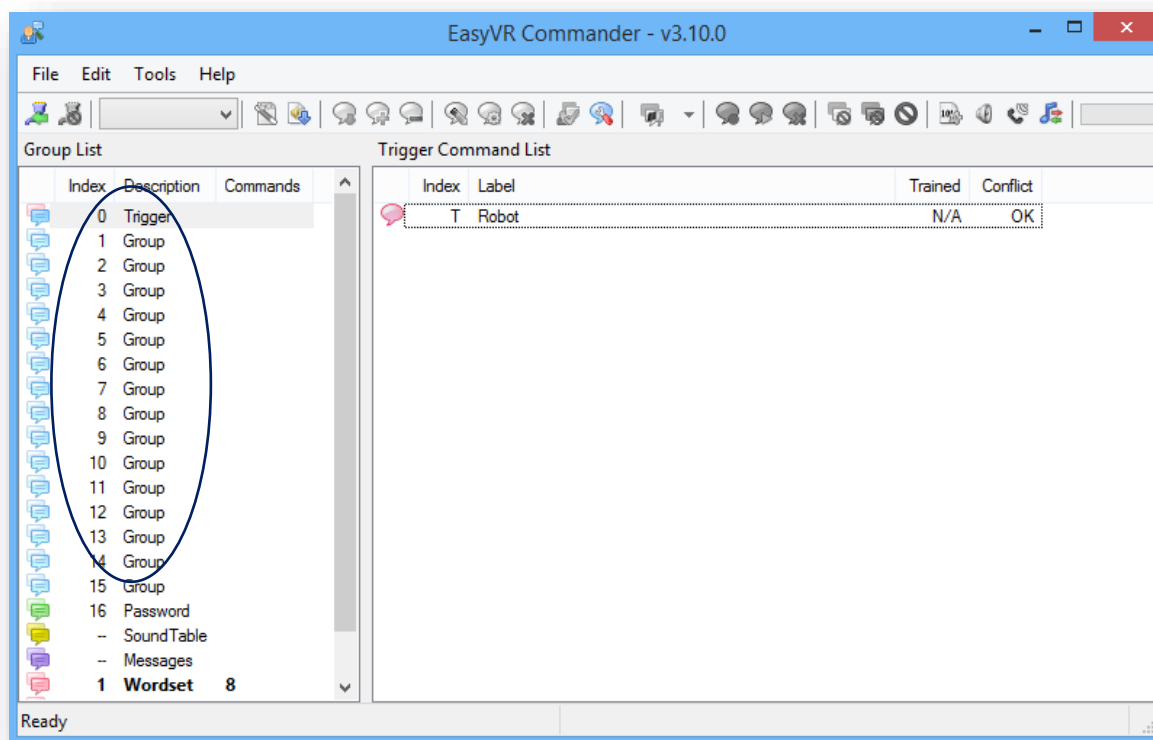 EasyVR Commander - v3.10.0
File Edit Tools Help
Group List
Trigger Command List
Index Description Commands
Index Label Trained Conflict
0 Trigger
T Robot N/A OK
1 Group
2 Group
3 Group
4 Group
5 Group
6 Group
7 Group
8 Group
9 Group
10 Group
11 Group
12 Group
13 Group
14 Group
15 Group
16 Password
-- SoundTable
-- Messages
1 Wordset 8
Ready